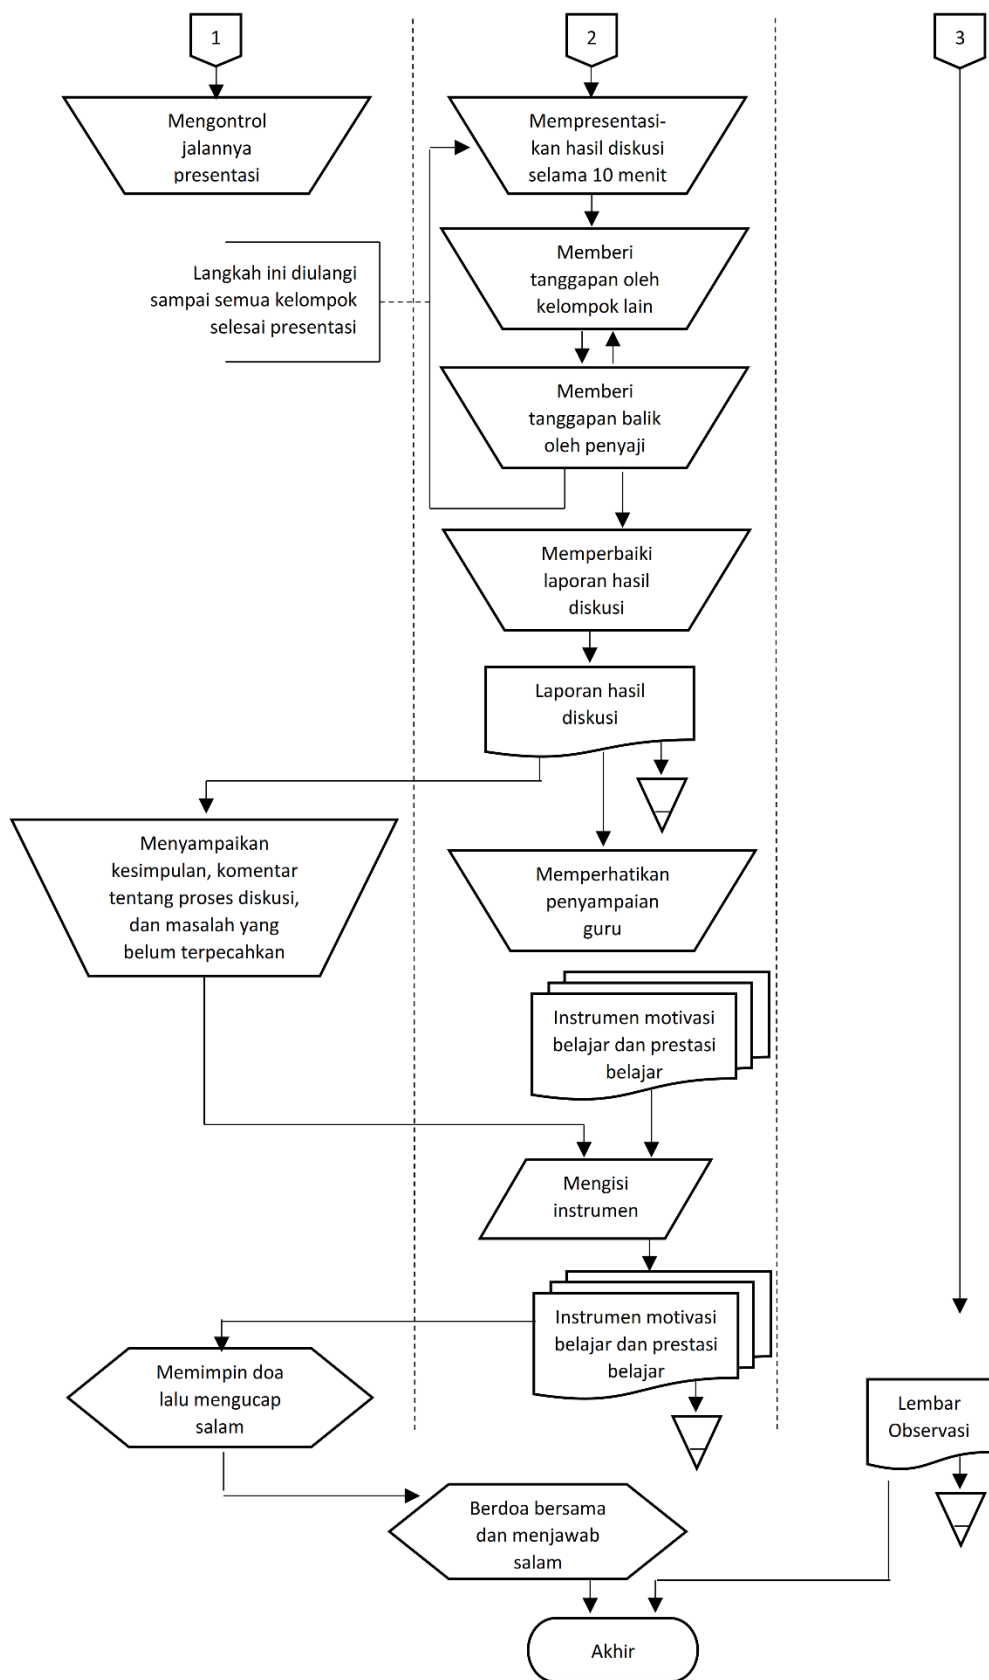 1
2
3
Mengontrol
jalannya
presentasi
Mempresentasi-
kan hasil diskusi
selama 10 menit
Memberi
tanggapan oleh
kelompok lain
Langkah ini diulangi
sampai semua kelompok
selesai presentasi
Memberi
tanggapan balik
oleh penyaji
Memperbaiki
laporan hasil
diskusi
Laporan hasil
diskusi
Menyampaikan
kesimpulan, komentar
tentang proses diskusi,
dan masalah yang
belum terpecahkan
Memperhatikan
penyampaian
guru
Instrumen motivasi
belajar dan prestasi
belajar
Mengisi
instrumen
Instrumen motivasi
belajar dan prestasi
belajar
Memimpin doa
lalu mengucap
salam
Lembar
Observasi
Berdoa bersama
dan menjawab
salam
Akhir